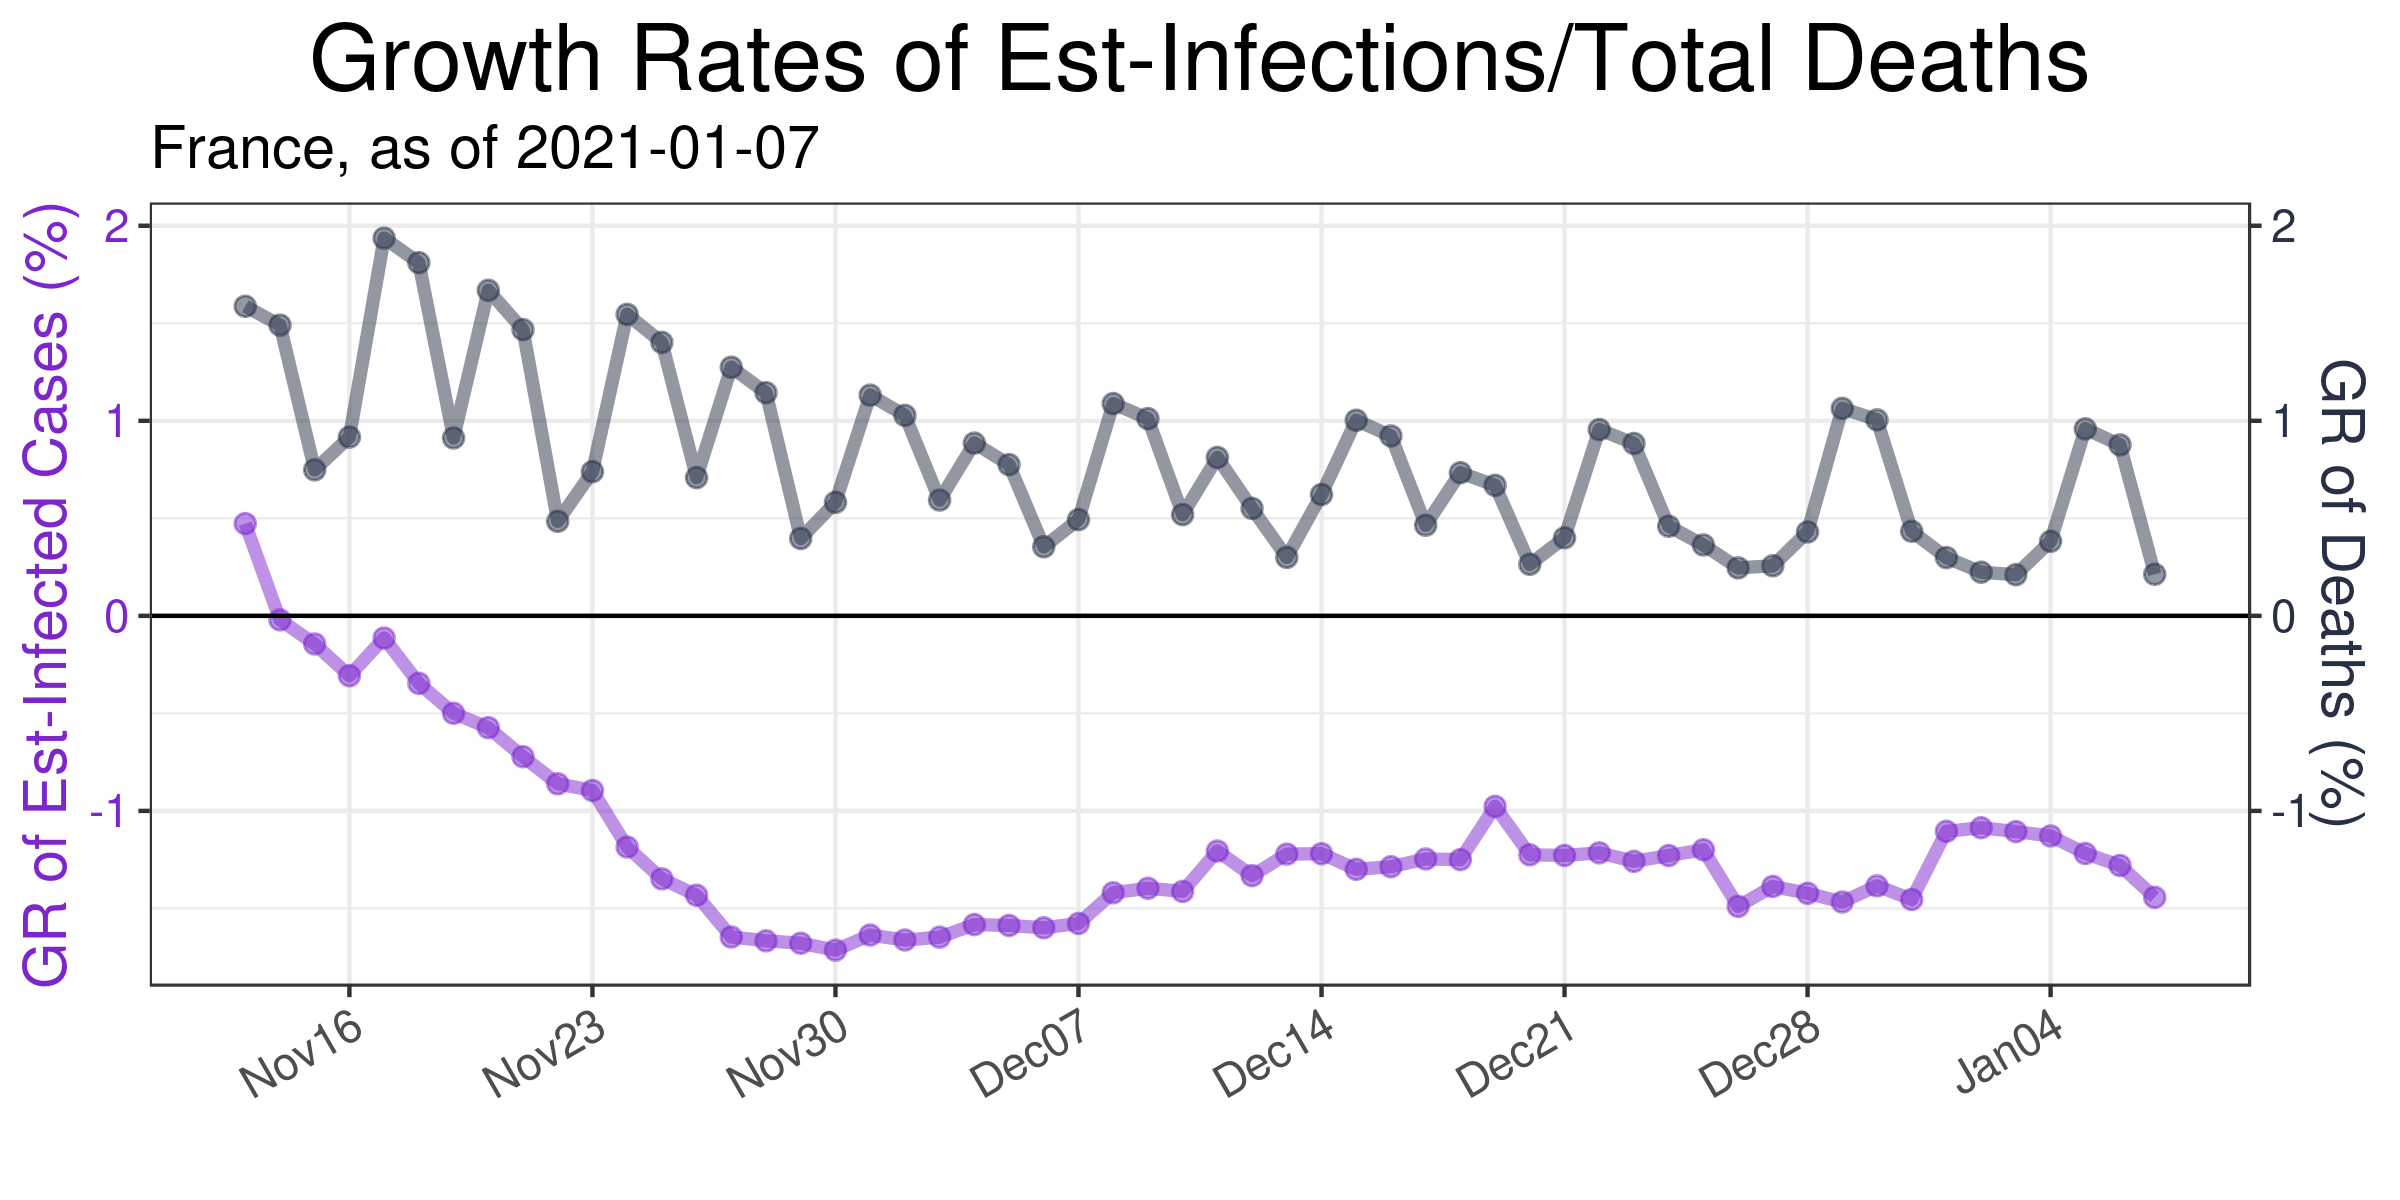 Growth Rates of Est-Infections/Total Deaths
France, as of 2021-01-07
GR of Est-Infected Cases (%)
2
1
0
-1
2
1
0
-1
GR of Deaths (%)
Nov16
Nov23
Nov30
Dec07
Dec14
Dec21
Dec28
Jan04